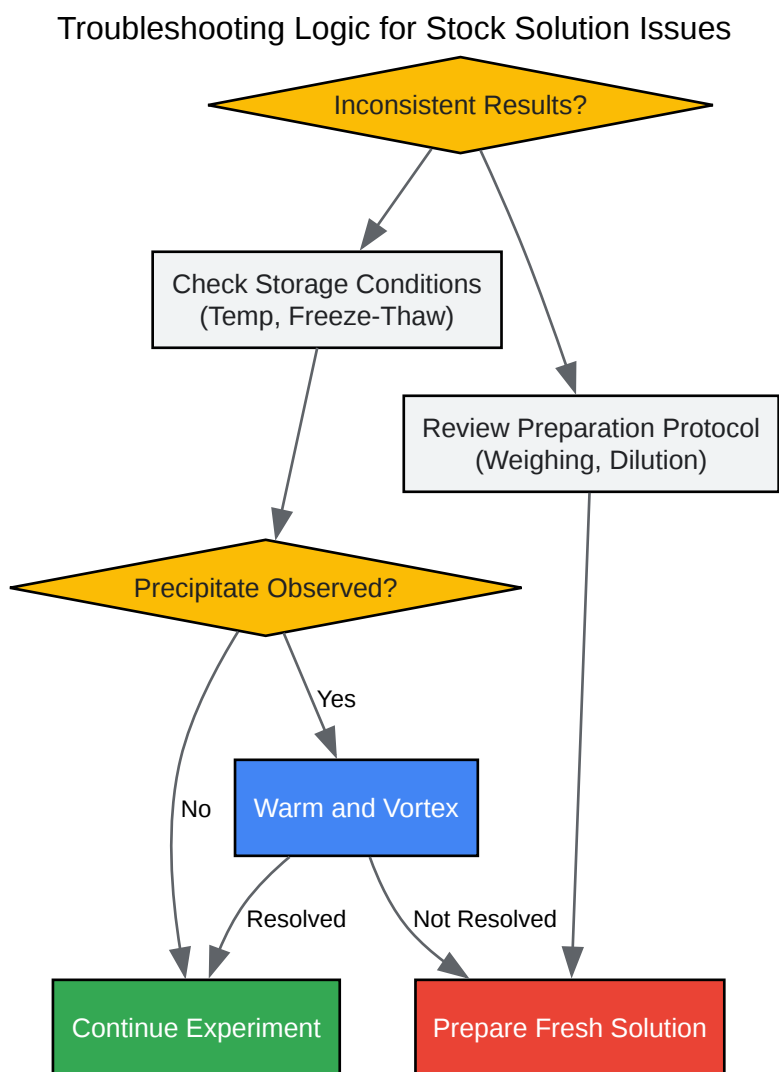 Troubleshooting Logic for Stock Solution Issues
Inconsistent Results?
Check Storage Conditions
(Temp, Freeze-Thaw)
Review Preparation Protocol
(Weighing, Dilution)
Precipitate Observed?
Yes
No
Warm and Vortex
Resolved
Not Resolved
Continue Experiment
Prepare Fresh Solution